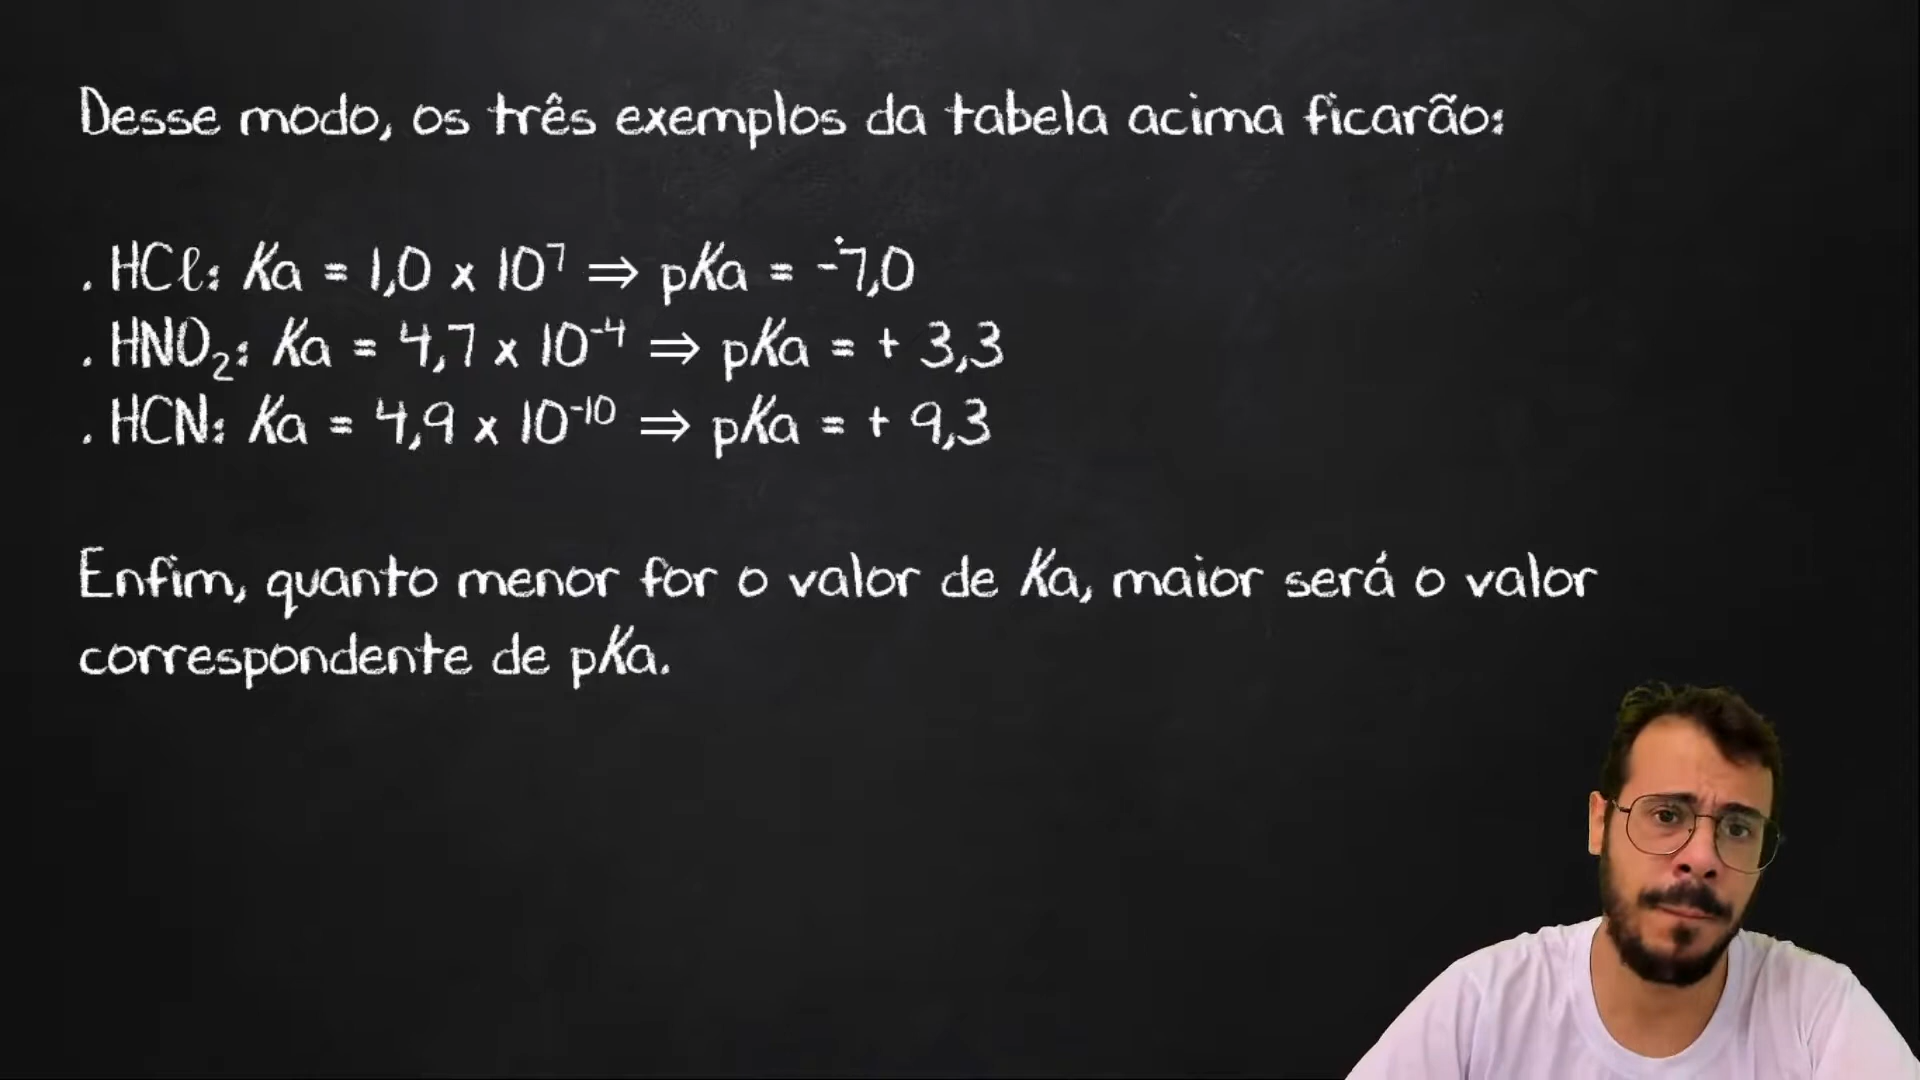 Desse modo, os três exemplos da tabela acima ficarão:
. HCl: Ka = 1,0 x 10⁷ ⇒ pKa = -7,0
. HNO₂: Ka = 4,7 x 10⁻⁴ ⇒ pKa = + 3,3
. HCN: Ka = 4,9 x 10⁻¹⁰ ⇒ pKa = + 9,3
Enfim, quanto menor for o valor de Ka, maior será o valor
correspondente de pKa.